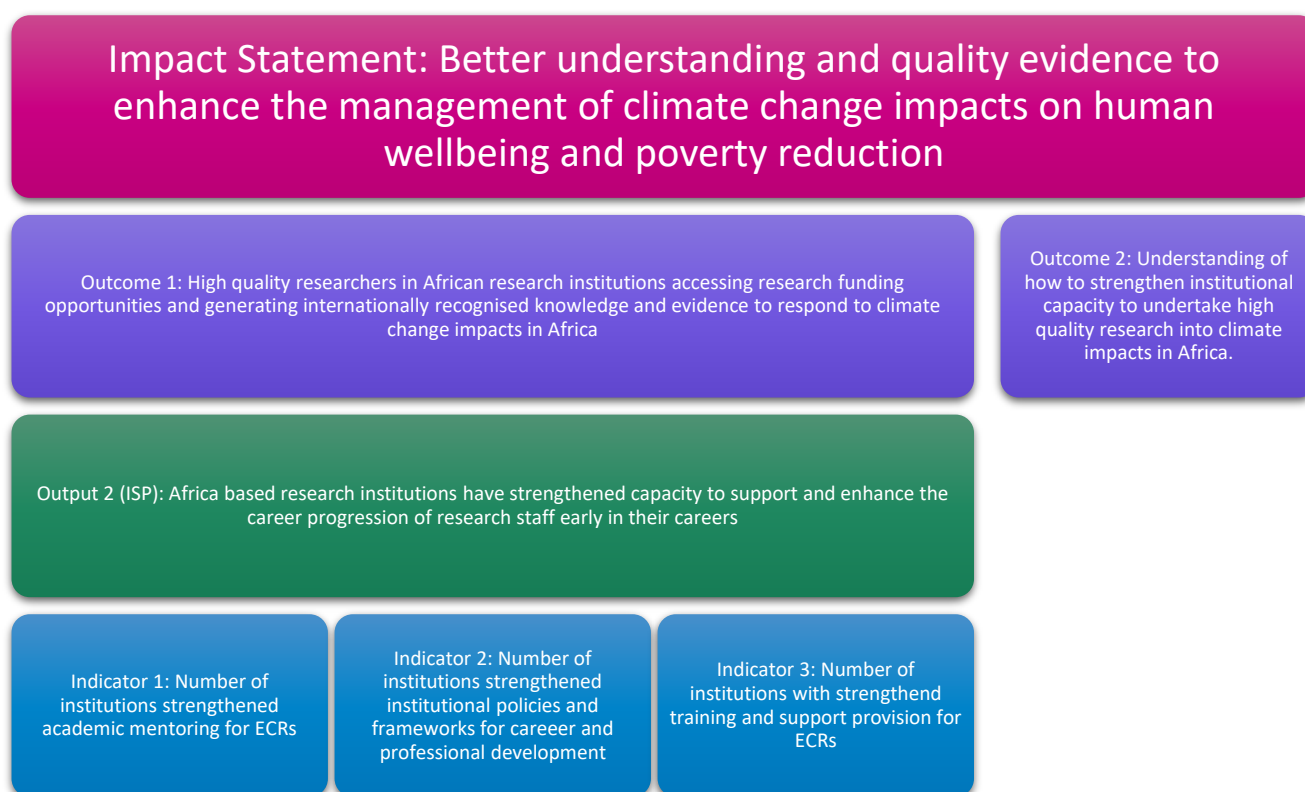 Impact Statement: Better understanding and quality evidence to
enhance the management of climate change impacts on human
wellbeing and poverty reduction
Outcome 1: High quality researchers in African research institutions accessing research funding
opportunities and generating internationally recognised knowledge and evidence to respond to climate
change impacts in Africa
Outcome 2: Understanding of
how to strengthen institutional
capacity to undertake high
quality research into climate
impacts in Africa.
Output 2 (ISP): Africa based research institutions have strengthened capacity to support and enhance the
career progression of research staff early in their careers
Indicator 1: Number of
institutions strengthened
academic mentoring for ECRs
Indicator 2: Number of
institutions strengthened
institutional policies and
frameworks for careeer and
professional development
Indicator 3: Number of
institutions with strengthend
training and support provision for
ECRs